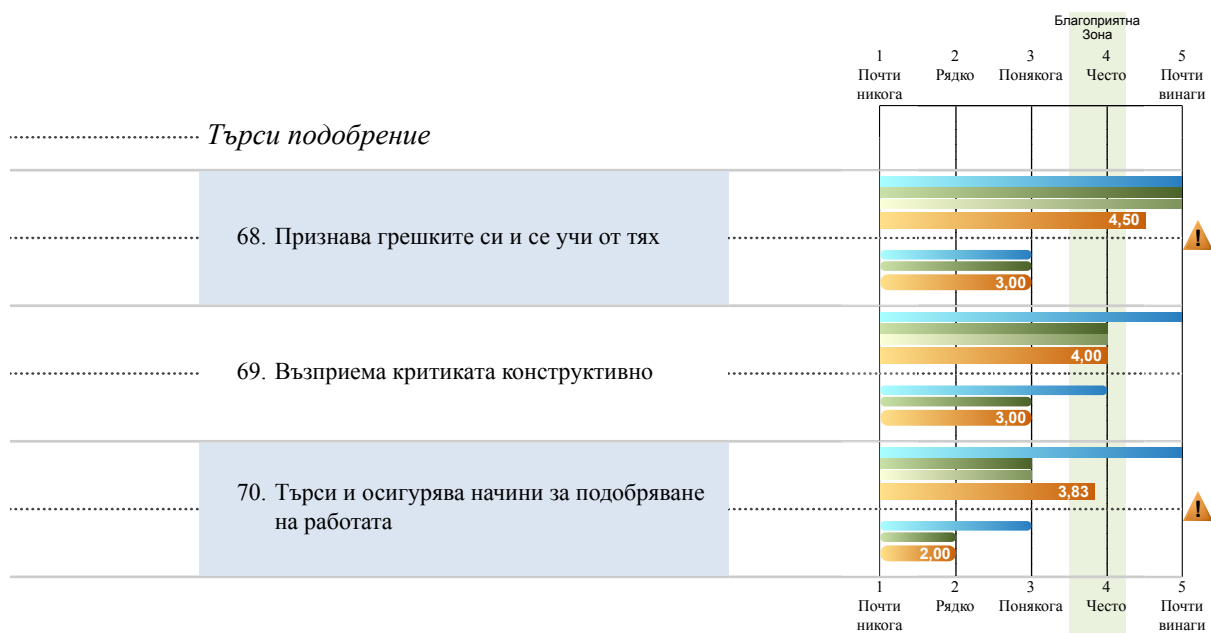 Благоприятна
Зона
1 2 3 4 5
Почти Рядко Понякога Често Почти
никога винаги
Търси подобрение
68. Признава грешките си и се учи от тях
4,50
!
3,00
69. Възприема критиката конструктивно
4,00
3,00
70. Търси и осигурява начини за подобряване
на работата
3,83
!
2,00
1 2 3 4 5
Почти Рядко Понякога Често Почти
никога винаги